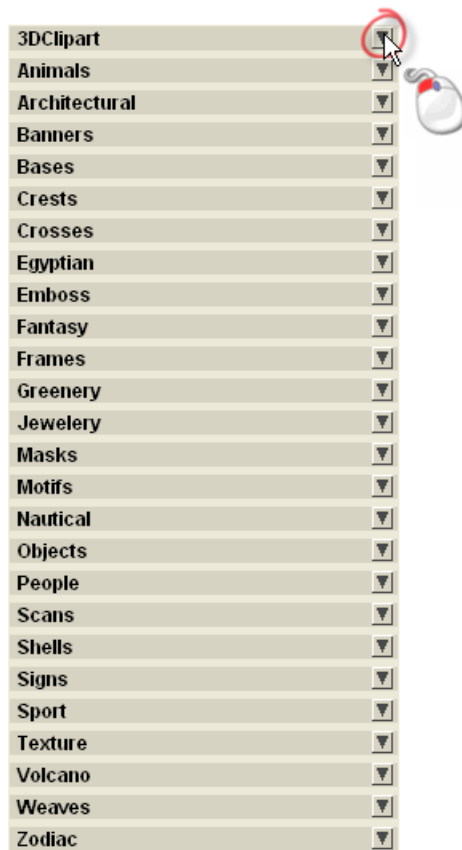 3DClipart
Animals
Architectural
Banners
Bases
Crests
Crosses
Egyptian
Emboss
Fantasy
Frames
Greenery
Jewelery
Masks
Motifs
Nautical
Objects
People
Scans
Shells
Signs
Sport
Texture
Volcano
Weaves
Zodiac